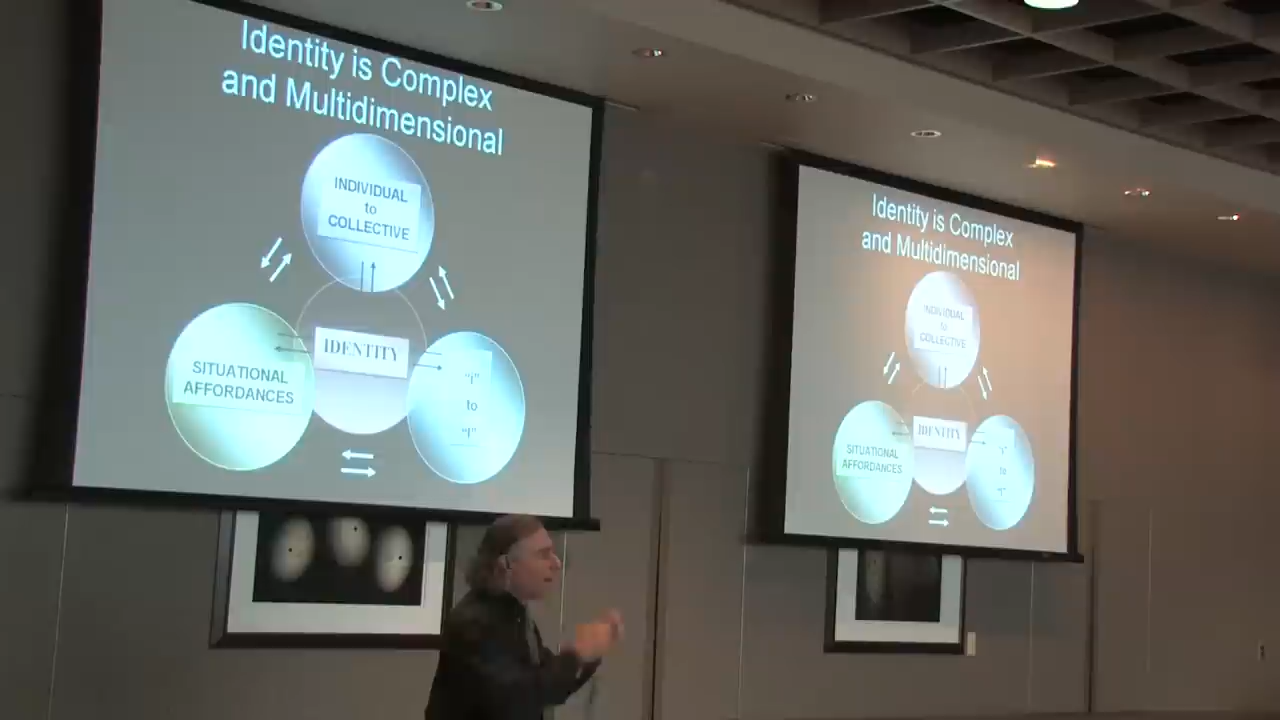 Identity is Complex
and Multidimensional
INDIVIDUAL
to
COLLECTIVE
IDENTITY
SITUATIONAL
AFFORDANCES
“i”
to
“I”
Identity is Complex
and Multidimensional
INDIVIDUAL
to
COLLECTIVE
IDENTITY
SITUATIONAL
AFFORDANCES
“i”
to
“I”